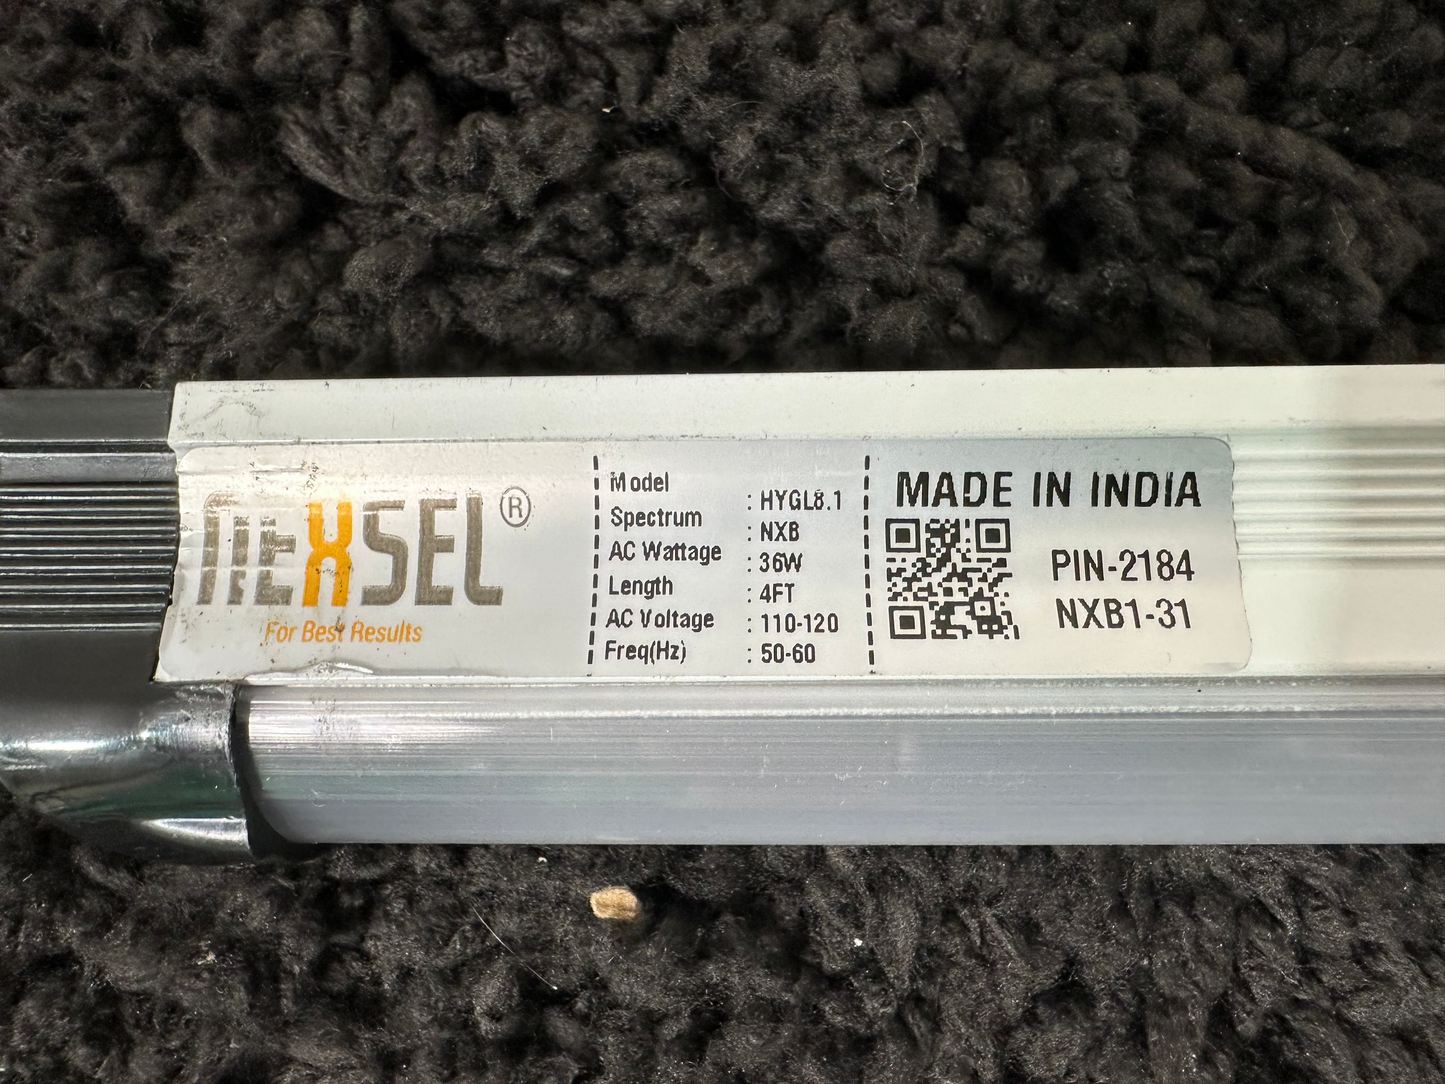 NEXSEL®
For Best Results
Model : HYGL8.1
Spectrum : NXB
AC Wattage : 36W
Length : 4FT
AC Voltage : 110-120
Freq(Hz) : 50-60
MADE IN INDIA
PIN-2184
NXB1-31